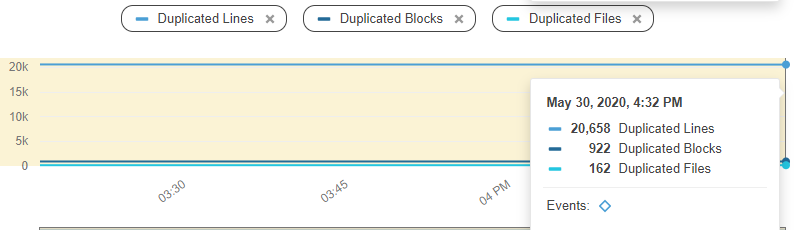 Duplicated Lines ×  Duplicated Blocks ×  Duplicated Files ×
20k
15k
10k
5k
0
03:30  03:45  04 PM
May 30, 2020, 4:32 PM
20,658 Duplicated Lines
922 Duplicated Blocks
162 Duplicated Files
Events: